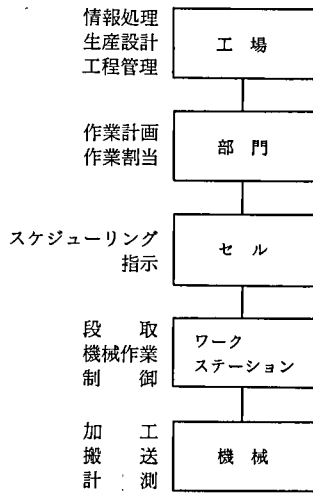 情報処理
生産設計
工程管理
工場
作業計画
作業割当
部門
スケジューリング
指示
セル
段取
機械作業
制御
ワーク
ステーション
加工
搬送
計測
機械